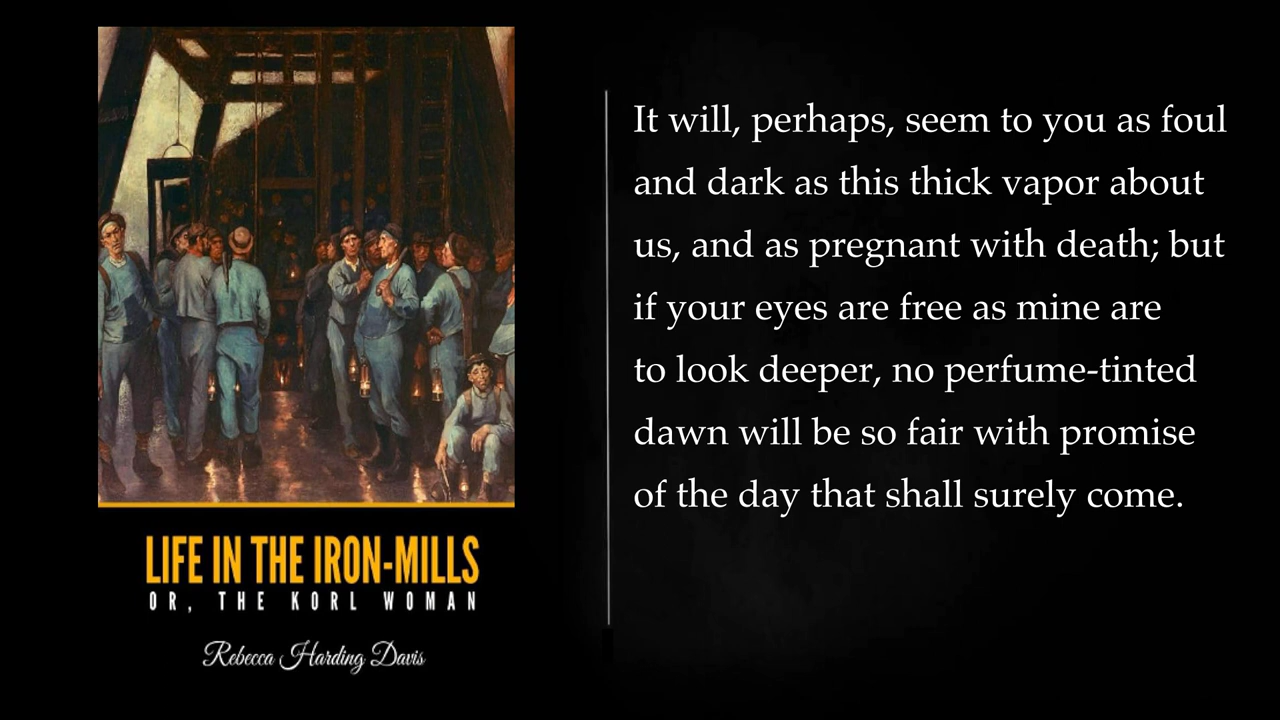 LIFE IN THE IRON-MILLS
OR, THE KORL WOMAN
Rebecca Harding Davis
It will, perhaps, seem to you as foul
and dark as this thick vapor about
us, and as pregnant with death; but
if your eyes are free as mine are
to look deeper, no perfume-tinted
dawn will be so fair with promise
of the day that shall surely come.